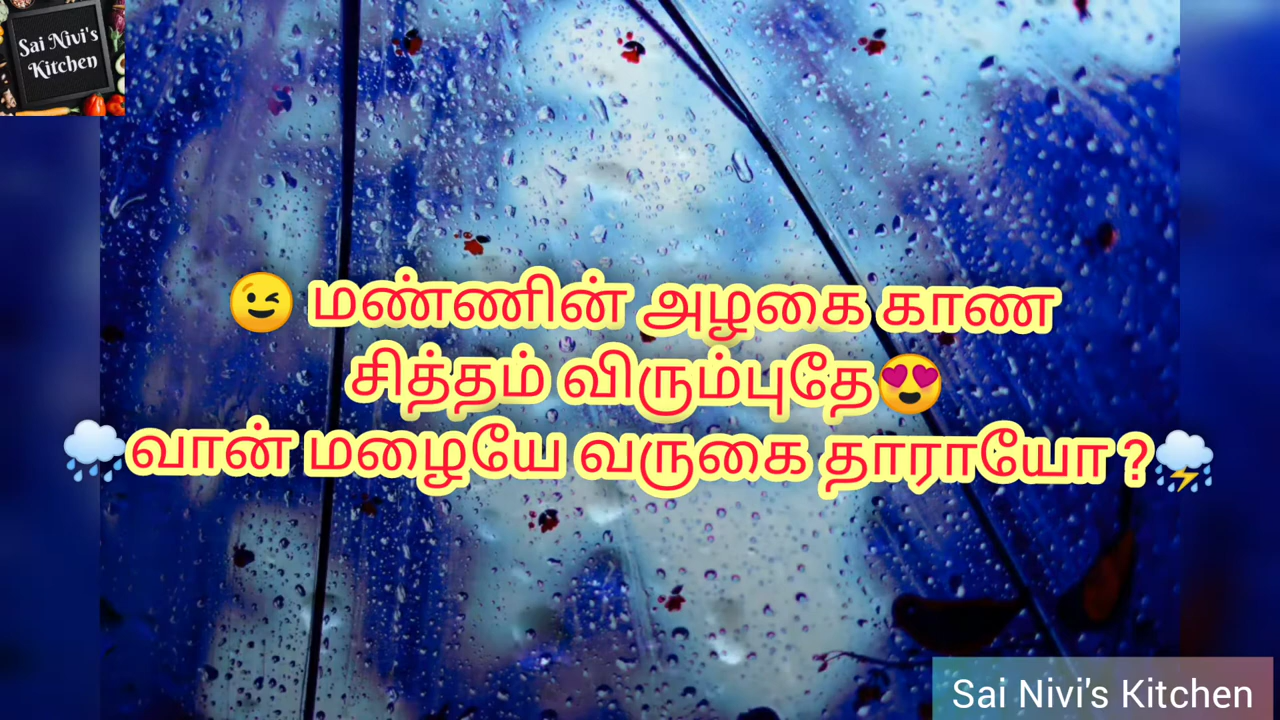 Sai Nivi's
Kitchen
😉 மண்ணின் அழகை காண
சித்தம் விரும்புதே😍
🌧️வான் மழையே வருகை தாராயோ ?⛈️
Sai Nivi's Kitchen